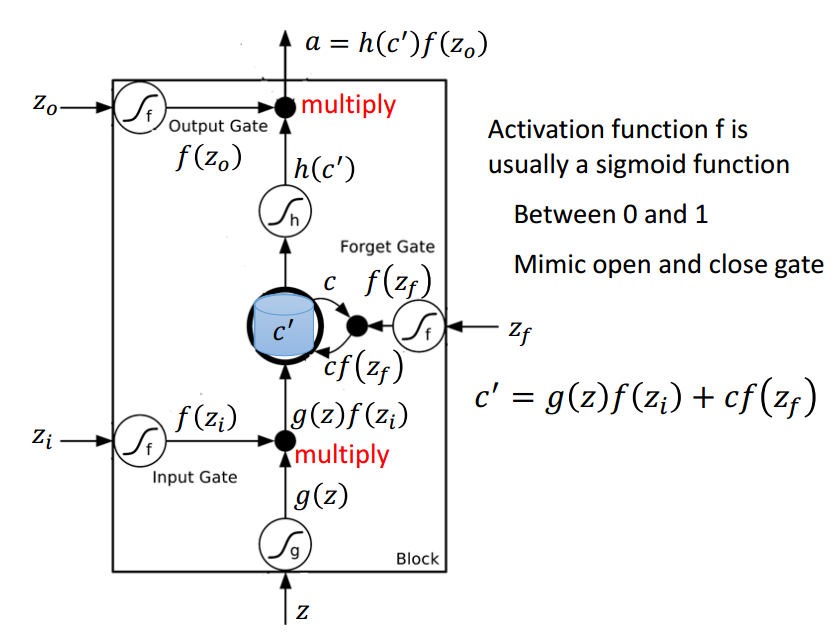 a = h(c′)f(z_o)
z_o
f
multiply
Output Gate
f(z_o)
h(c′)
h
Activation function f is
usually a sigmoid function
Between 0 and 1
Mimic open and close gate
Forget Gate
c
f(z_f)
c′
f
z_f
cf(z_f)
c′ = g(z)f(z_i) + cf(z_f)
f(z_i)
g(z)f(z_i)
z_i
f
multiply
Input Gate
g(z)
g
Block
z